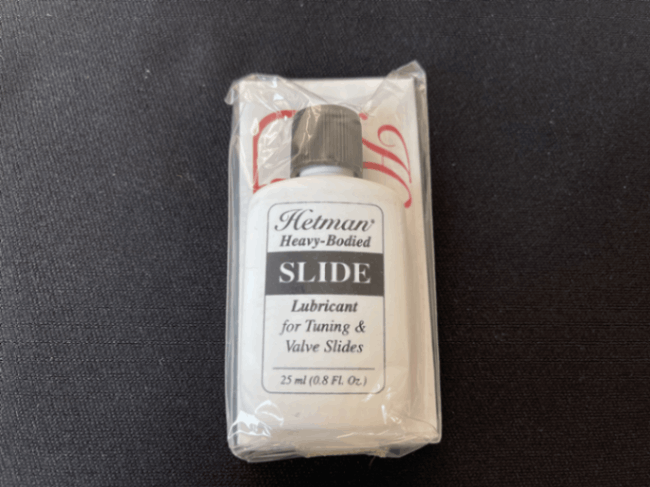 H
Hetman®
Heavy-Bodied
SLIDE
Lubricant
for Tuning &
Valve Slides
25 ml (0.8 FL Oz.)